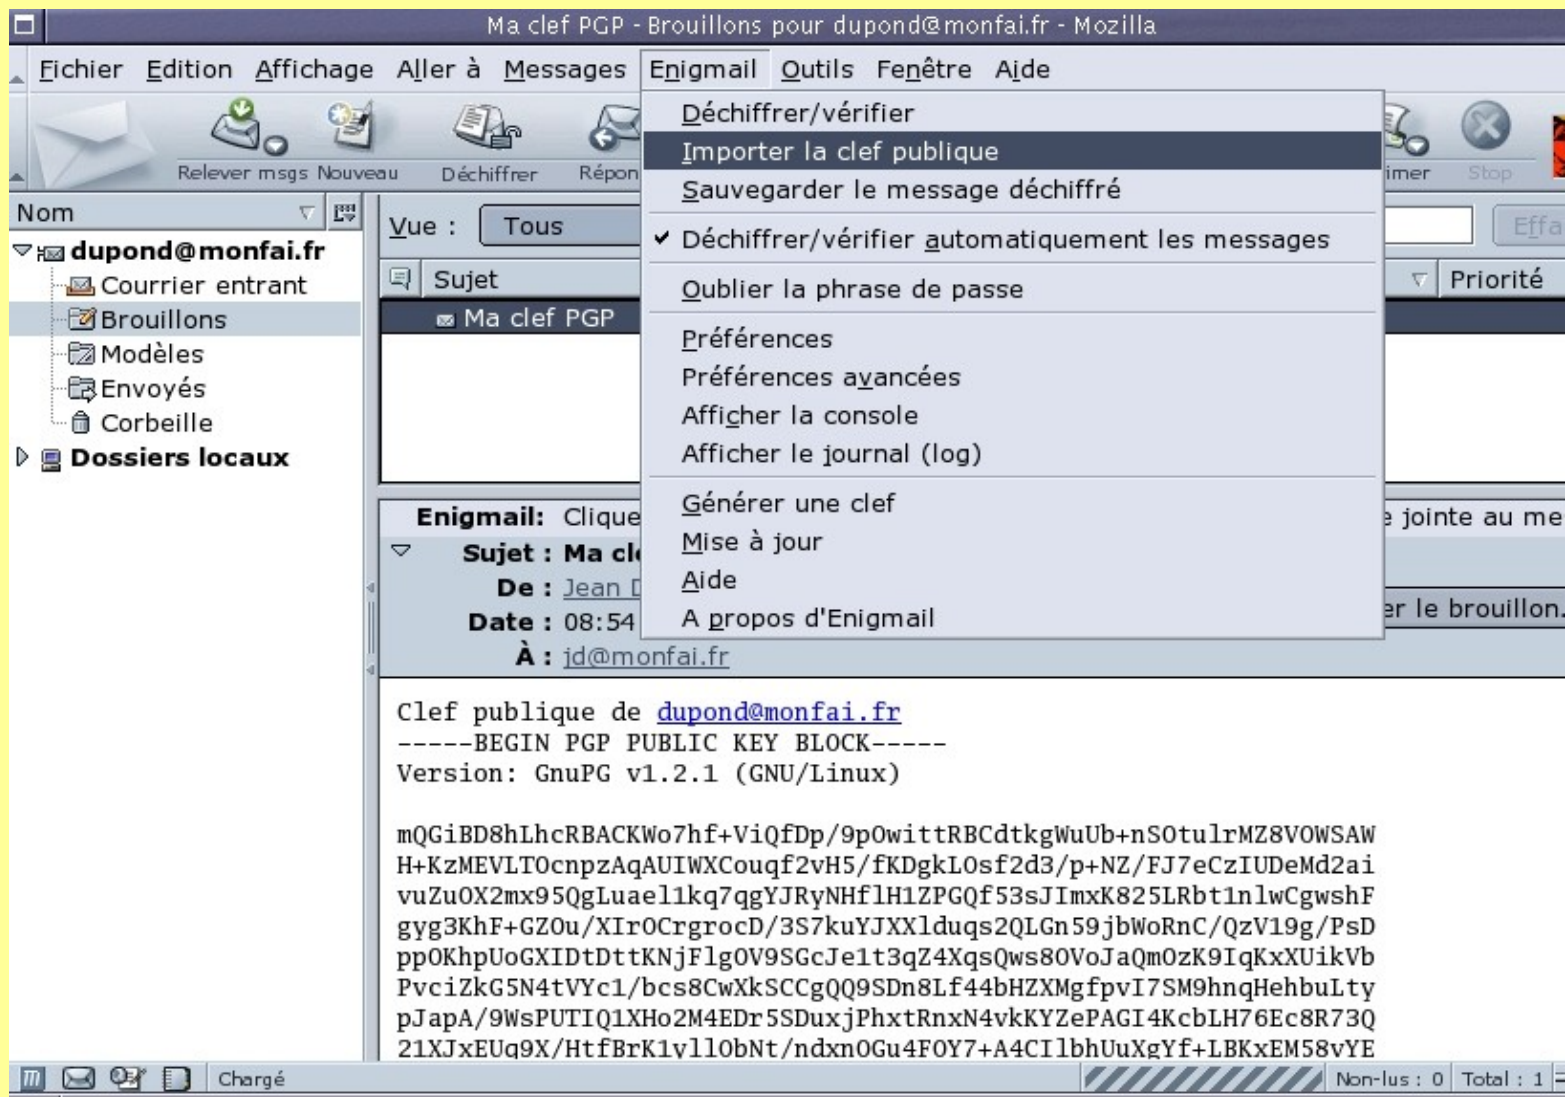 Ma clef PGP - Brouillons pour dupond@monfai.fr - Mozilla
Fichier Edition Affichage Aller à Messages Enigmail Outils Fenêtre Aide
Relever msgs Nouveau Déchiffrer Répon imer Stop
Déchiffrer/vérifier
Importer la clef publique
Sauvegarder le message déchiffré
Déchiffrer/vérifier automatiquement les messages
Oublier la phrase de passe
Préférences
Préférences avancées
Afficher la console
Afficher le journal (log)
Générer une clef
Mise à jour
Aide
A propos d'Enigmail
Nom
dupond@monfai.fr
Courrier entrant
Brouillons
Modèles
Envoyés
Corbeille
Dossiers locaux
Vue : Tous Effa
Sujet Priorité
Ma clef PGP
Enigmail: Clique e jointe au me
Sujet : Ma cle
De : Jean D
er le brouillon.
Date : 08:54
À : jd@monfai.fr
Clef publique de dupond@monfai.fr
-----BEGIN PGP PUBLIC KEY BLOCK-----
Version: GnuPG v1.2.1 (GNU/Linux)
mQGiBD8hLhcRBACKWo7hf+ViQfDp/9pOwittRBCdtkgWuUb+nSOtulrMZ8VOWSAW
H+KzMEVLTOcnpzAqAUIWXCouqf2vH5/fKDgkLOsf2d3/p+NZ/FJ7eCzIUDeMd2ai
vuZuOX2mx95QgLuael1kq7qgYJRyNHflH1ZPGQf53sJImxK825LRbt1nlwCgwshF
gyg3KhF+GZOu/XIrOCrgrocD/3S7kuYJXXlduqs2QLGn59jbWoRnC/QzV19g/PsD
ppOKhpUoGXIDtDttKNjFlgOV9SGcJe1t3qZ4XqsQws8OVoJaQmOzK9IqKxXUikVb
PvciZkG5N4tVYc1/bcs8CwXkSCCgQQ9SDn8Lf44bHZXMgfpvI7SM9hnqHehbuLty
pJapA/9WsPUTIQ1XHo2M4EDr5SDuxjPhxtRnxN4vkKYZePAGI4KcbLH76Ec8R73Q
21XJxEUq9X/HtfBrK1yllObNt/ndxnOGu4FOY7+A4CIlbhUuXgYf+LBKxEM58vYE
Chargé Non-lus : 0 Total : 1